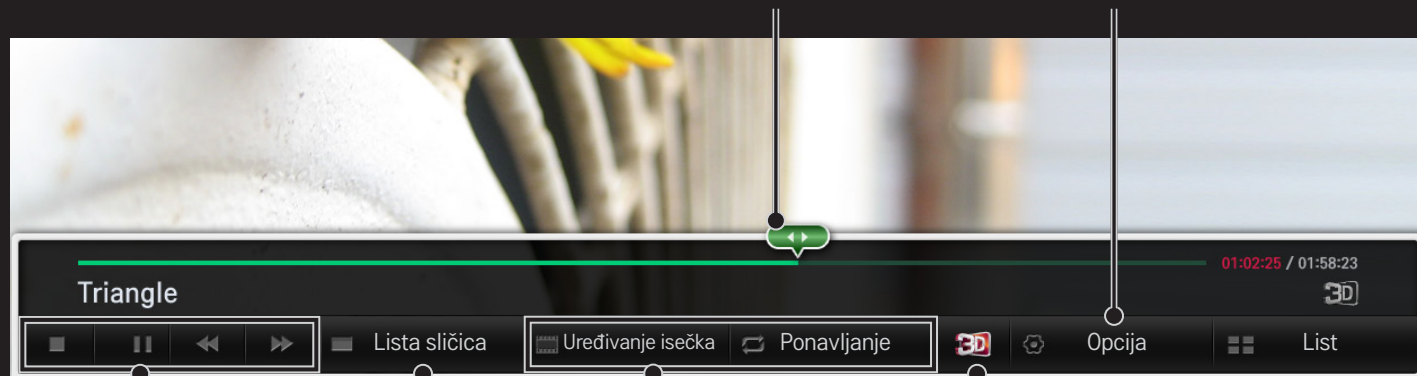 01:02:25 / 01:58:23
Triangle
3D
Lista sličica
Uređivanje isečka
Ponavljanje
3D
Opcija
List